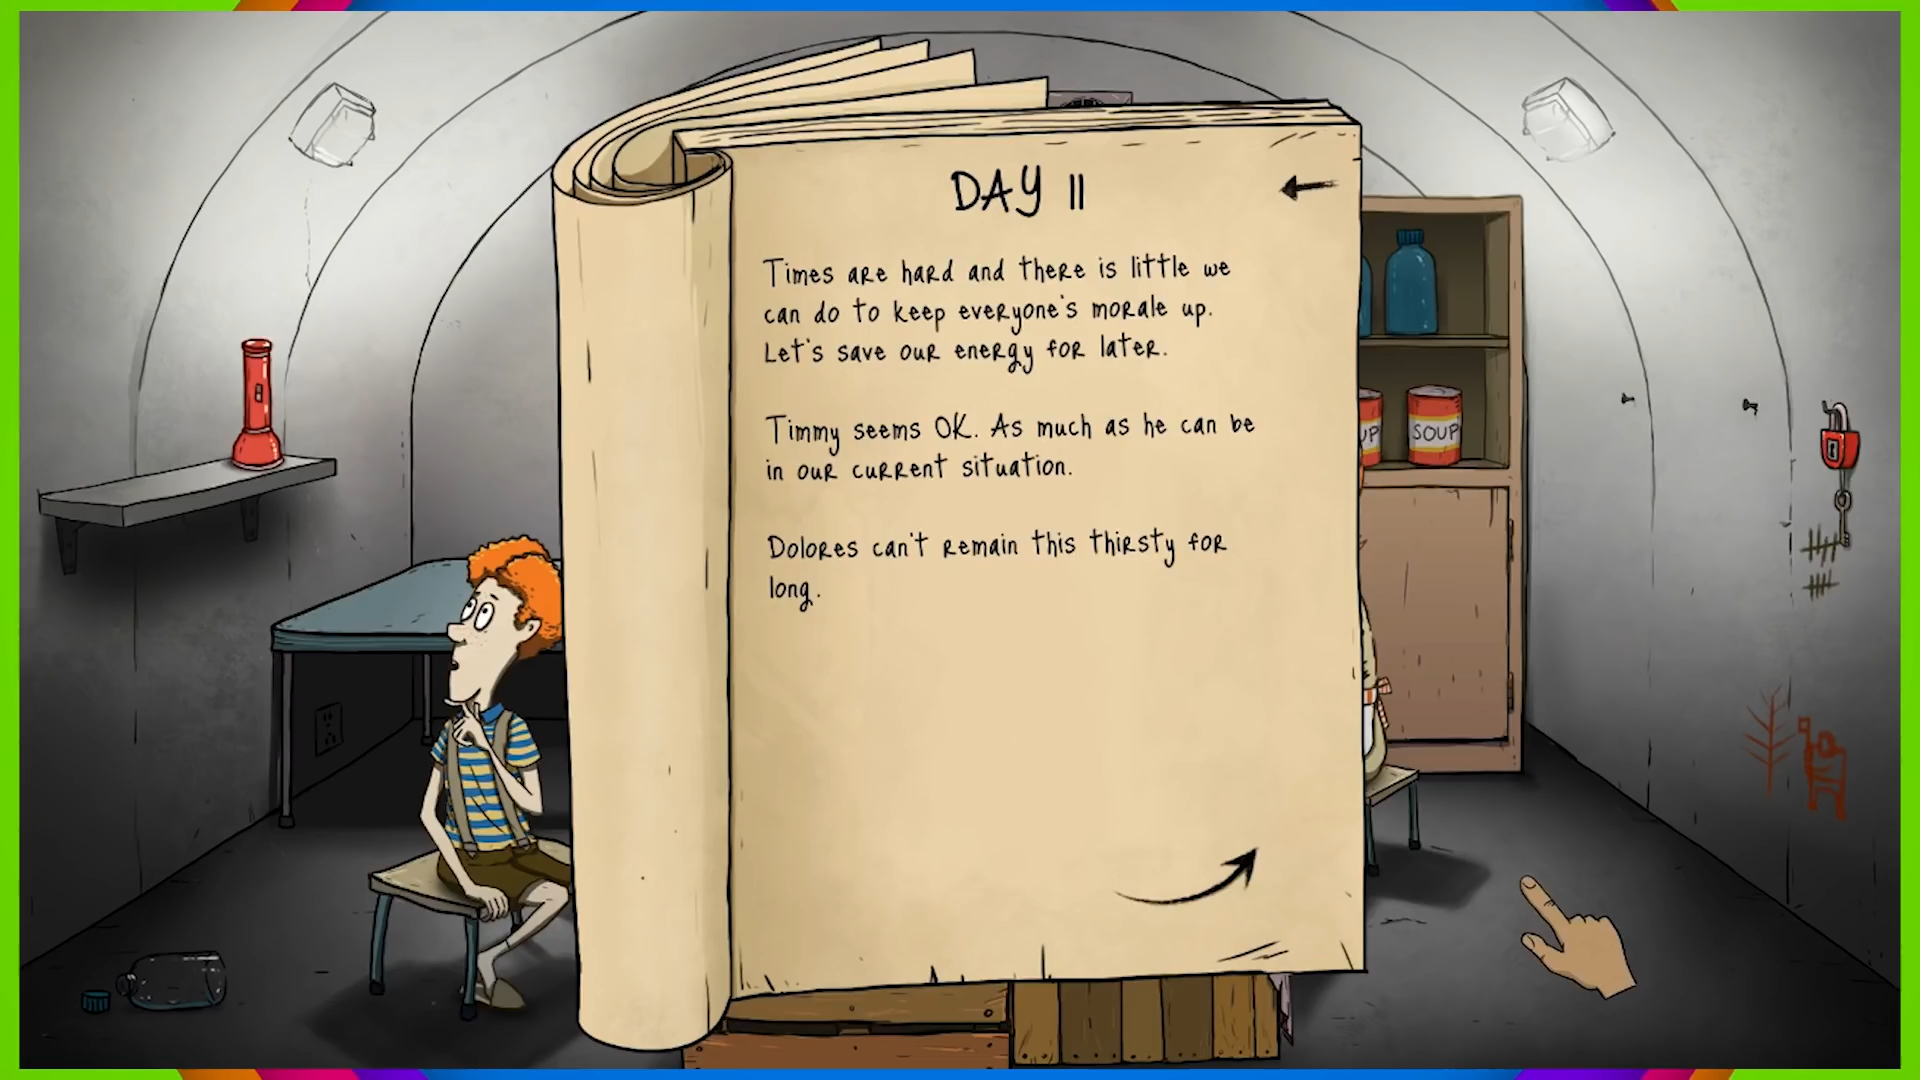 DAY 11
Times are hard and there is little we
can do to keep everyone's morale up.
Let's save our energy for later.
Timmy seems OK. As much as he can be
in our current situation.
Dolores can't remain this thirsty for
long.
UP
SOUP